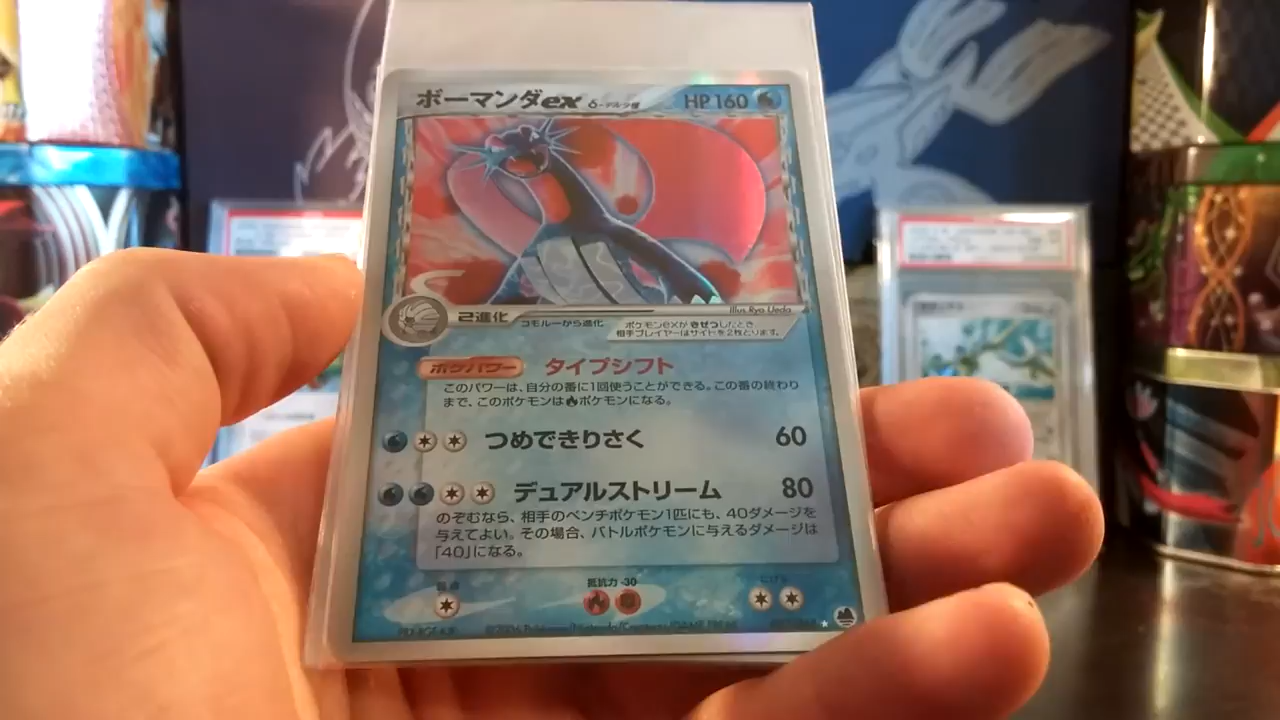 ボーマンダex δ-デルタ種 HP 160
Illus. Ryo Ueda
2進化 コモルーから進化
ポケモンexがきぜつしたとき、
相手プレイヤーはサイドを2枚とります。
ポケパワー タイプシフト
このパワーは、自分の番に1回使うことができる。この番の終わり
まで、このポケモンは ポケモンになる。
つめできりさく 60
デュアルストリーム 80
のぞむなら、相手のベンチポケモン1匹にも、40ダメージを
与えてよい。その場合、バトルポケモンに与えるダメージは
「40」になる。
弱点 抵抗力 -30 にげる